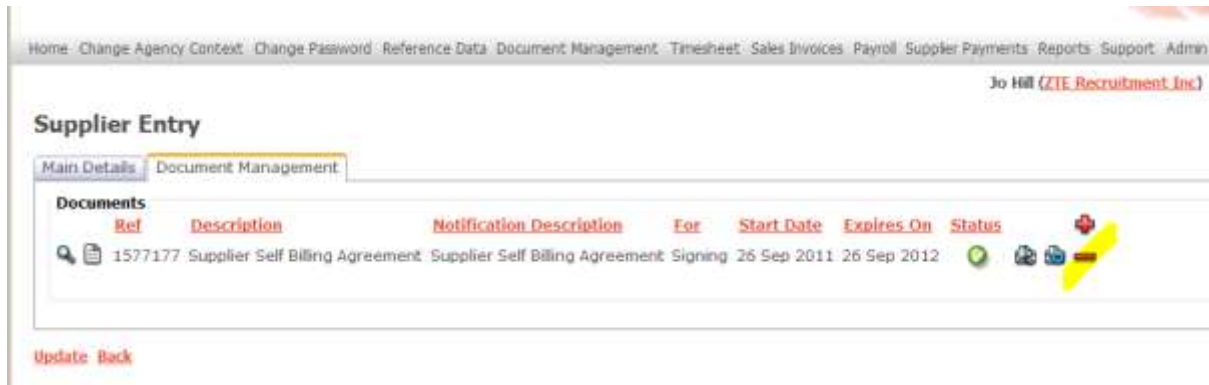 Home Change Agency Context Change Password Reference Data Document Management Timesheet Sales Invoices Payroll Supplier Payments Reports Support Admin
Jo Hill (ZTE Recruitment Inc)
Supplier Entry
Main Details Document Management
Documents
Ref Description Notification Description For Start Date Expires On Status
1577177 Supplier Self Billing Agreement Supplier Self Billing Agreement Signing 26 Sep 2011 26 Sep 2012
Update Back